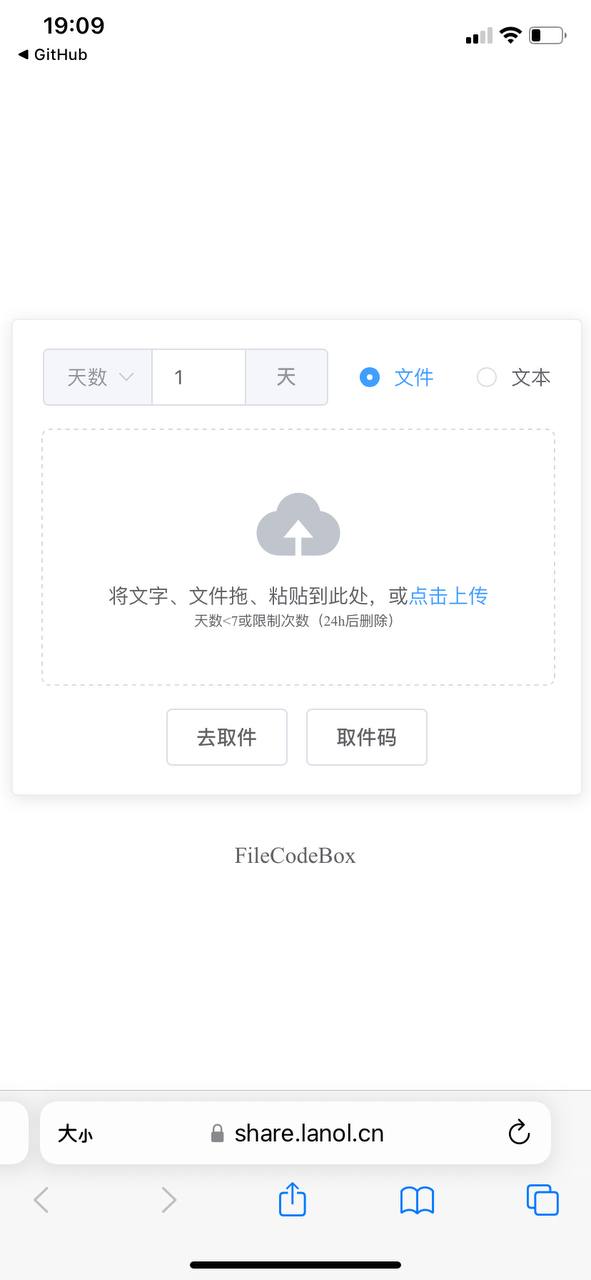 19:09
◀ GitHub
天数 1 天 文件 文本
将文字、文件拖、粘贴到此处，或点击上传
天数<7或限制次数（24h后删除）
去取件 取件码
FileCodeBox
大小 share.lanol.cn